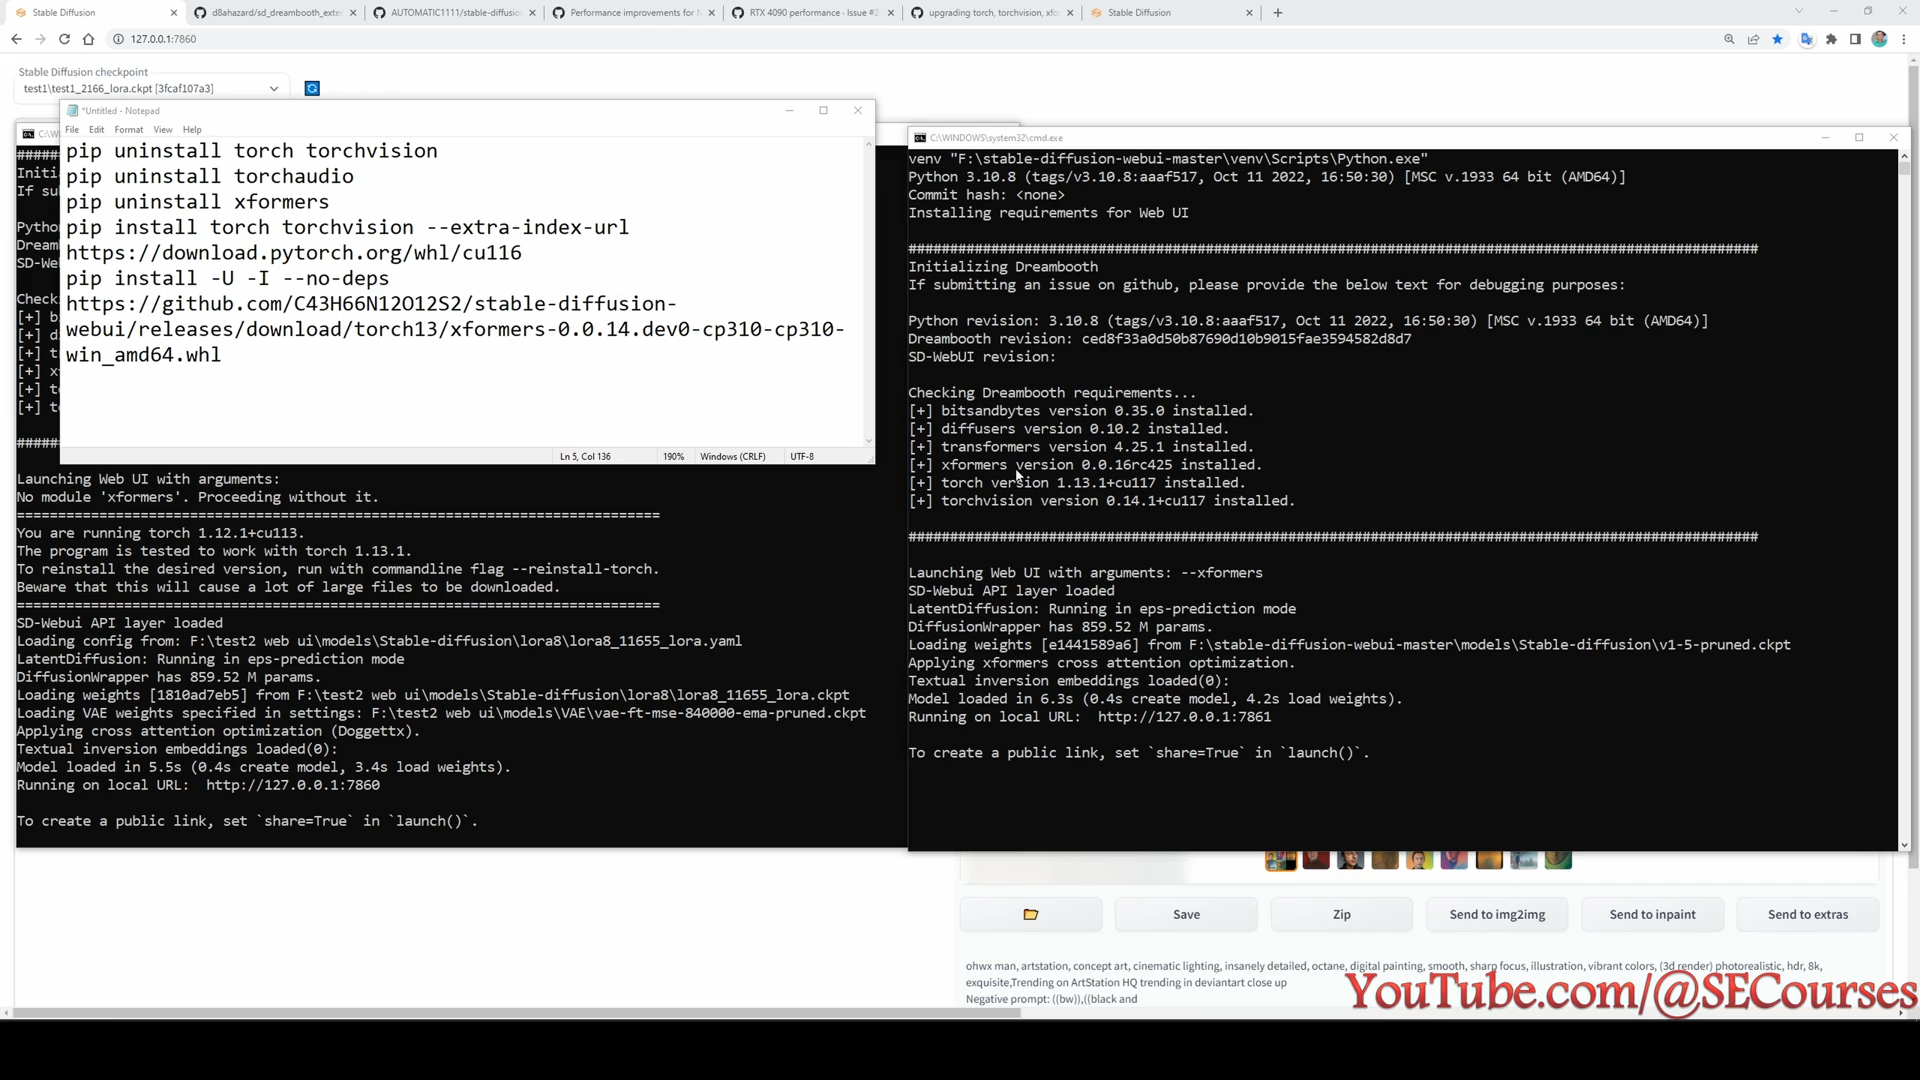 Stable Diffusion
d8ahazard/sd_dreambooth_exte
AUTOMATIC1111/stable-diffusio
Performance improvements for
RTX 4090 performance · Issue #2
upgrading torch, torchvision, xfo
Stable Diffusion
127.0.0.1:7860
Stable Diffusion checkpoint
test1\test1_2166_lora.ckpt [3fcaf107a3]
*Untitled - Notepad
File Edit Format View Help
pip uninstall torch torchvision
pip uninstall torchaudio
pip uninstall xformers
pip install torch torchvision --extra-index-url
https://download.pytorch.org/whl/cu116
pip install -U -I --no-deps
https://github.com/C43H66N12O12S2/stable-diffusion-
webui/releases/download/torch13/xformers-0.0.14.dev0-cp310-cp310-
win_amd64.whl
Ln 5, Col 136 190% Windows (CRLF) UTF-8
C:\W
######
Initi
If su
Pytho
Dream
SD-We
Check
[+] b
[+] d
[+] t
[+] x
[+] t
[+] t
#####
Launching Web UI with arguments:
No module 'xformers'. Proceeding without it.
==============================================================================
You are running torch 1.12.1+cu113.
The program is tested to work with torch 1.13.1.
To reinstall the desired version, run with commandline flag --reinstall-torch.
Beware that this will cause a lot of large files to be downloaded.
==============================================================================
SD-Webui API layer loaded
Loading config from: F:\test2 web ui\models\Stable-diffusion\lora8\lora8_11655_lora.yaml
LatentDiffusion: Running in eps-prediction mode
DiffusionWrapper has 859.52 M params.
Loading weights [1810ad7eb5] from F:\test2 web ui\models\Stable-diffusion\lora8\lora8_11655_lora.ckpt
Loading VAE weights specified in settings: F:\test2 web ui\models\VAE\vae-ft-mse-840000-ema-pruned.ckpt
Applying cross attention optimization (Doggettx).
Textual inversion embeddings loaded(0):
Model loaded in 5.5s (0.4s create model, 3.4s load weights).
Running on local URL:  http://127.0.0.1:7860
To create a public link, set `share=True` in `launch()`.
C:\WINDOWS\system32\cmd.exe
venv "F:\stable-diffusion-webui-master\venv\Scripts\Python.exe"
Python 3.10.8 (tags/v3.10.8:aaaf517, Oct 11 2022, 16:50:30) [MSC v.1933 64 bit (AMD64)]
Commit hash: <none>
Installing requirements for Web UI
#######################################################################################################
Initializing Dreambooth
If submitting an issue on github, please provide the below text for debugging purposes:
Python revision: 3.10.8 (tags/v3.10.8:aaaf517, Oct 11 2022, 16:50:30) [MSC v.1933 64 bit (AMD64)]
Dreambooth revision: ced8f33a0d50b87690d10b9015fae3594582d8d7
SD-WebUI revision:
Checking Dreambooth requirements...
[+] bitsandbytes version 0.35.0 installed.
[+] diffusers version 0.10.2 installed.
[+] transformers version 4.25.1 installed.
[+] xformers version 0.0.16rc425 installed.
[+] torch version 1.13.1+cu117 installed.
[+] torchvision version 0.14.1+cu117 installed.
#######################################################################################################
Launching Web UI with arguments: --xformers
SD-Webui API layer loaded
LatentDiffusion: Running in eps-prediction mode
DiffusionWrapper has 859.52 M params.
Loading weights [e1441589a6] from F:\stable-diffusion-webui-master\models\Stable-diffusion\v1-5-pruned.ckpt
Applying xformers cross attention optimization.
Textual inversion embeddings loaded(0):
Model loaded in 6.3s (0.4s create model, 4.2s load weights).
Running on local URL:  http://127.0.0.1:7861
To create a public link, set `share=True` in `launch()`.
Save Zip Send to img2img Send to inpaint Send to extras
ohwx man, artstation, concept art, cinematic lighting, insanely detailed, octane, digital painting, smooth, sharp focus, illustration, vibrant colors, (3d render) photorealistic, hdr, 8k,
exquisite,Trending on ArtStation HQ trending in deviantart close up
Negative prompt: ((bw)),((black and
YouTube.com/@SECourses